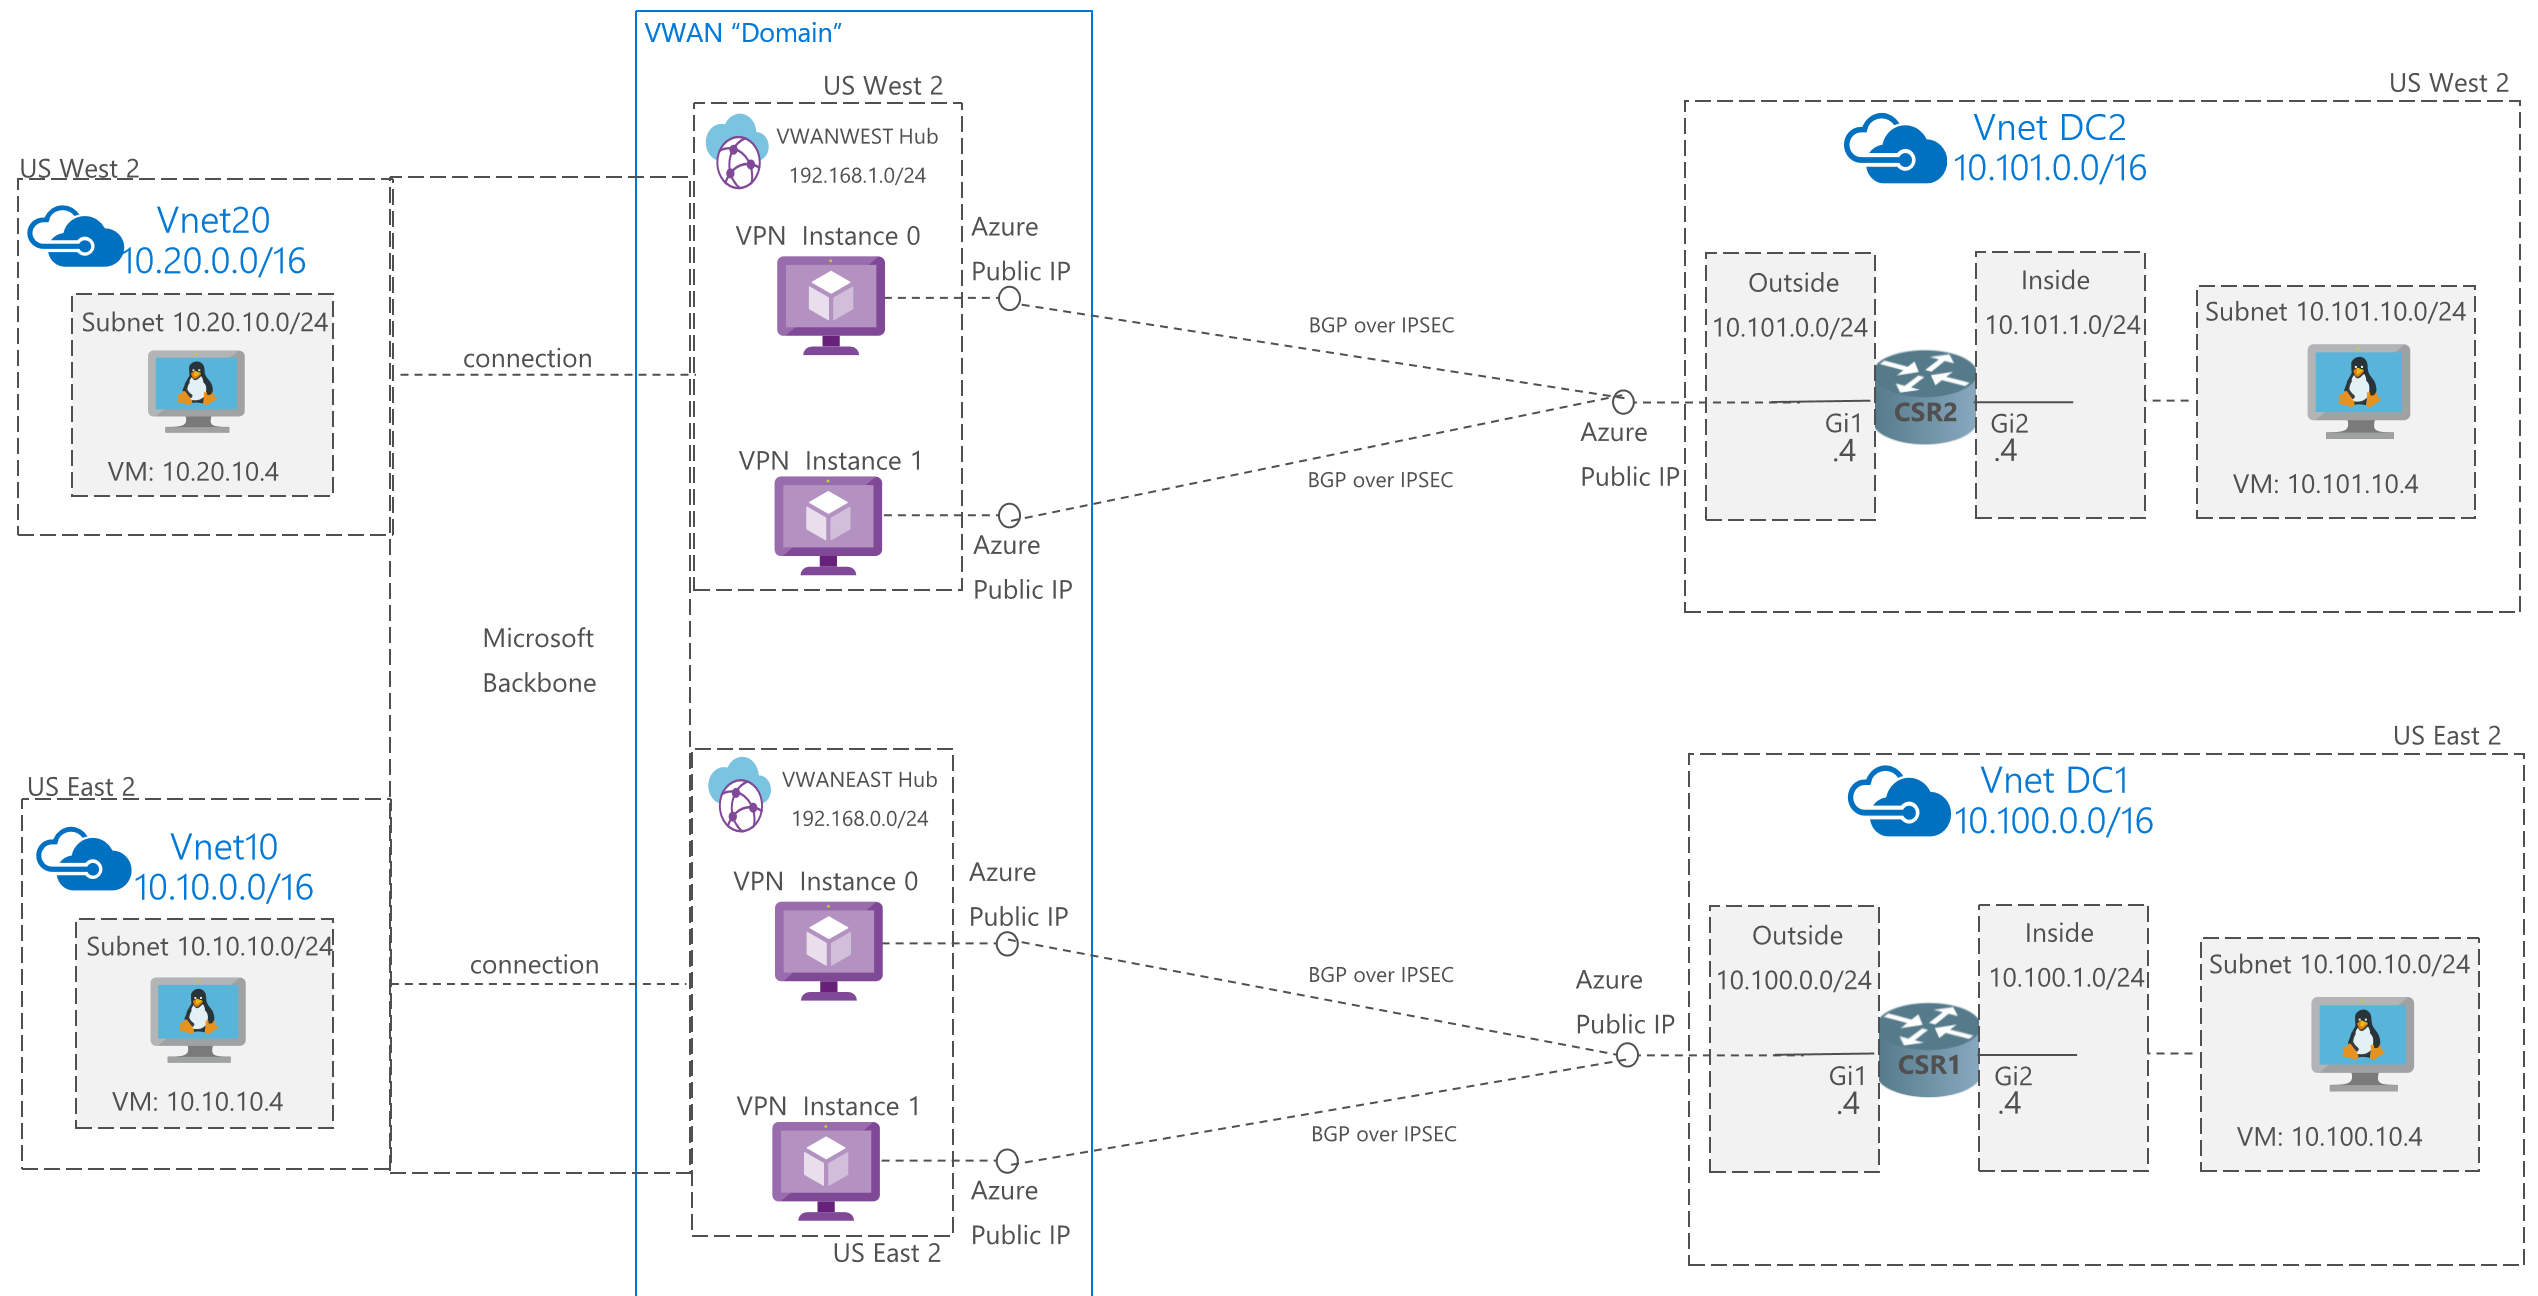 VWAN “Domain”
US West 2
VWANWEST Hub
192.168.1.0/24
VPN Instance 0
Azure
Public IP
VPN Instance 1
Azure
Public IP
US West 2
Vnet20
10.20.0.0/16
Subnet 10.20.10.0/24
VM: 10.20.10.4
connection
Microsoft
Backbone
BGP over IPSEC
BGP over IPSEC
Azure
Public IP
US West 2
Vnet DC2
10.101.0.0/16
Outside
10.101.0.0/24
Gi1
.4
CSR2
Inside
10.101.1.0/24
Gi2
.4
Subnet 10.101.10.0/24
VM: 10.101.10.4
US East 2
Vnet10
10.10.0.0/16
Subnet 10.10.10.0/24
VM: 10.10.10.4
connection
VWANEAST Hub
192.168.0.0/24
VPN Instance 0
Azure
Public IP
VPN Instance 1
Azure
Public IP
US East 2
BGP over IPSEC
BGP over IPSEC
Azure
Public IP
US East 2
Vnet DC1
10.100.0.0/16
Outside
10.100.0.0/24
Gi1
.4
CSR1
Inside
10.100.1.0/24
Gi2
.4
Subnet 10.100.10.0/24
VM: 10.100.10.4